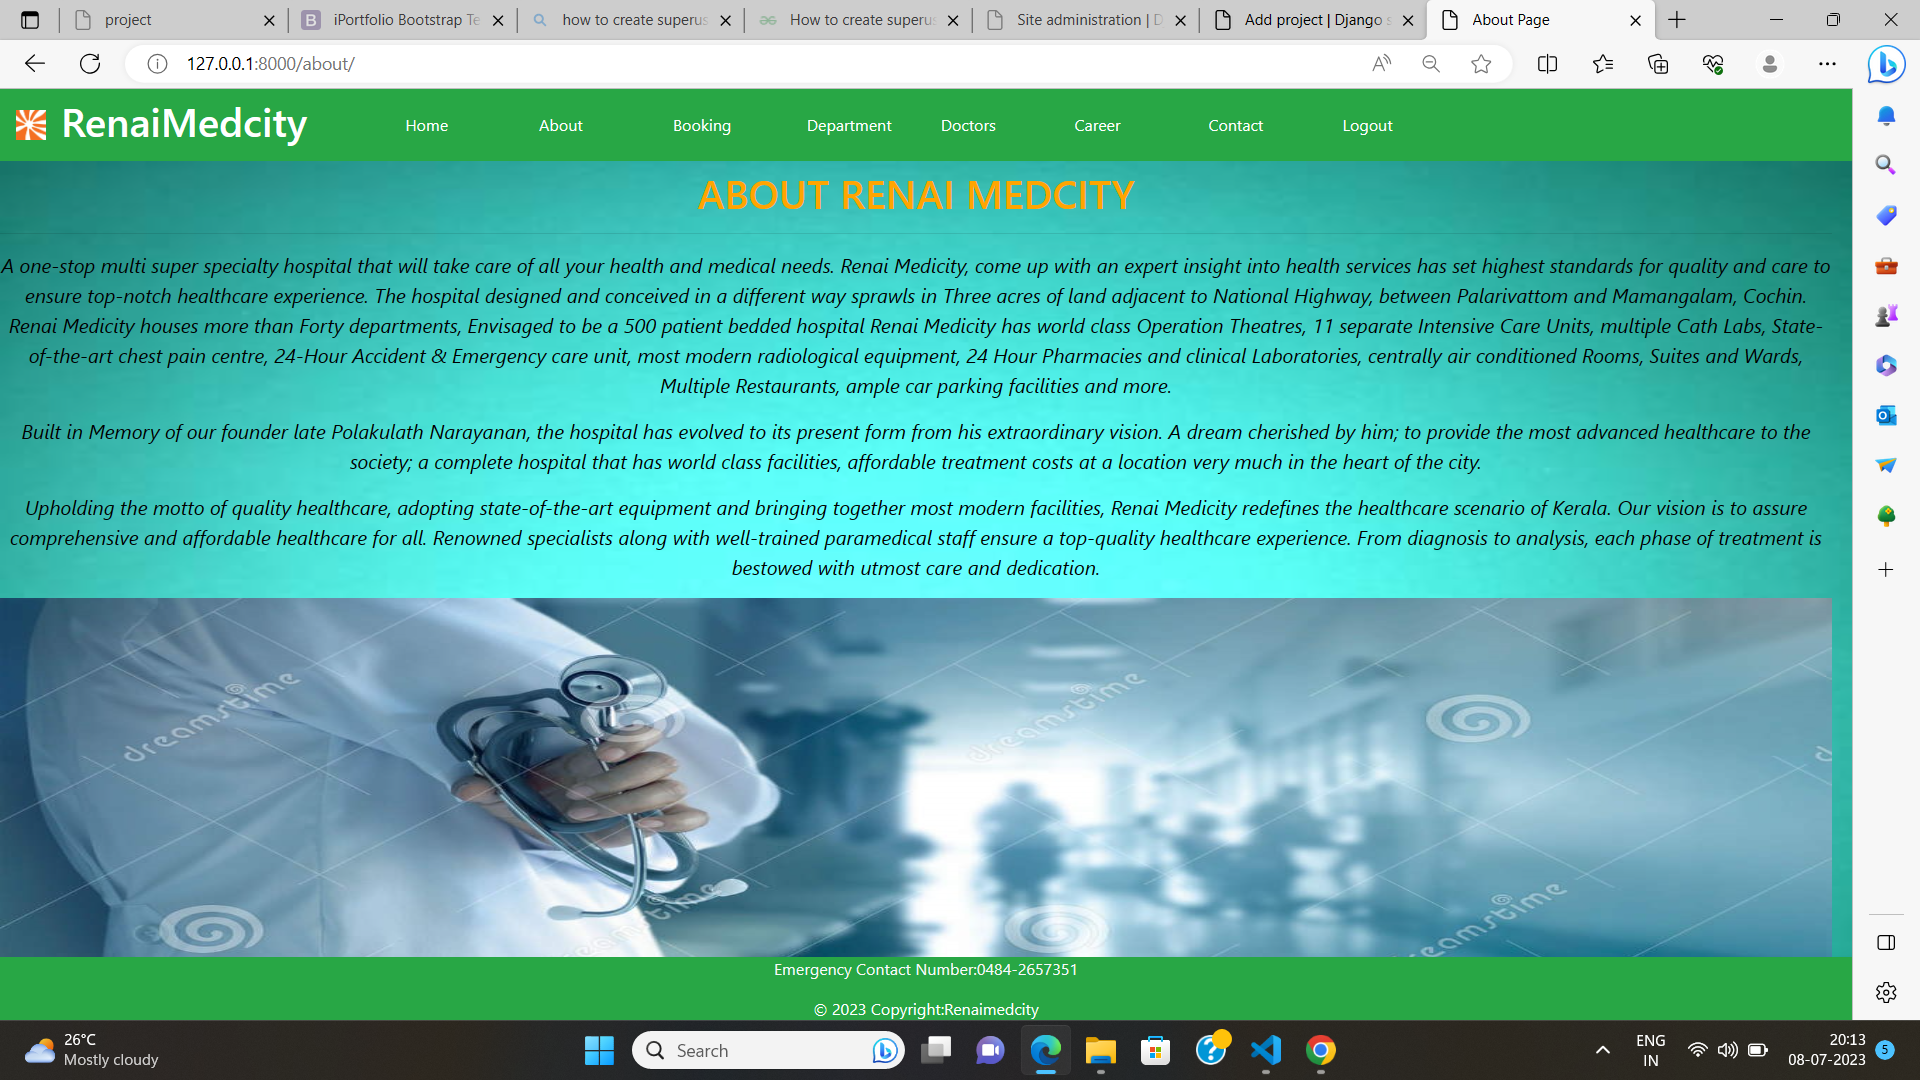 project
iPortfolio Bootstrap Te
how to create superus
How to create superus
Site administration | D
Add project | Django s
About Page
127.0.0.1:8000/about/
RenaiMedcity
Home
About
Booking
Department
Doctors
Career
Contact
Logout
ABOUT RENAI MEDCITY
A one-stop multi super specialty hospital that will take care of all your health and medical needs. Renai Medicity, come up with an expert insight into health services has set highest standards for quality and care to
ensure top-notch healthcare experience. The hospital designed and conceived in a different way sprawls in Three acres of land adjacent to National Highway, between Palarivattom and Mamangalam, Cochin.
Renai Medicity houses more than Forty departments, Envisaged to be a 500 patient bedded hospital Renai Medicity has world class Operation Theatres, 11 separate Intensive Care Units, multiple Cath Labs, State-
of-the-art chest pain centre, 24-Hour Accident & Emergency care unit, most modern radiological equipment, 24 Hour Pharmacies and clinical Laboratories, centrally air conditioned Rooms, Suites and Wards,
Multiple Restaurants, ample car parking facilities and more.
Built in Memory of our founder late Polakulath Narayanan, the hospital has evolved to its present form from his extraordinary vision. A dream cherished by him; to provide the most advanced healthcare to the
society; a complete hospital that has world class facilities, affordable treatment costs at a location very much in the heart of the city.
Upholding the motto of quality healthcare, adopting state-of-the-art equipment and bringing together most modern facilities, Renai Medicity redefines the healthcare scenario of Kerala. Our vision is to assure
comprehensive and affordable healthcare for all. Renowned specialists along with well-trained paramedical staff ensure a top-quality healthcare experience. From diagnosis to analysis, each phase of treatment is
bestowed with utmost care and dedication.
dreamstime
dreamstime
dreamstime
dreamstime
Emergency Contact Number:0484-2657351
© 2023 Copyright:Renaimedcity
26°C
Mostly cloudy
Search
ENG
IN
20:13
08-07-2023
5